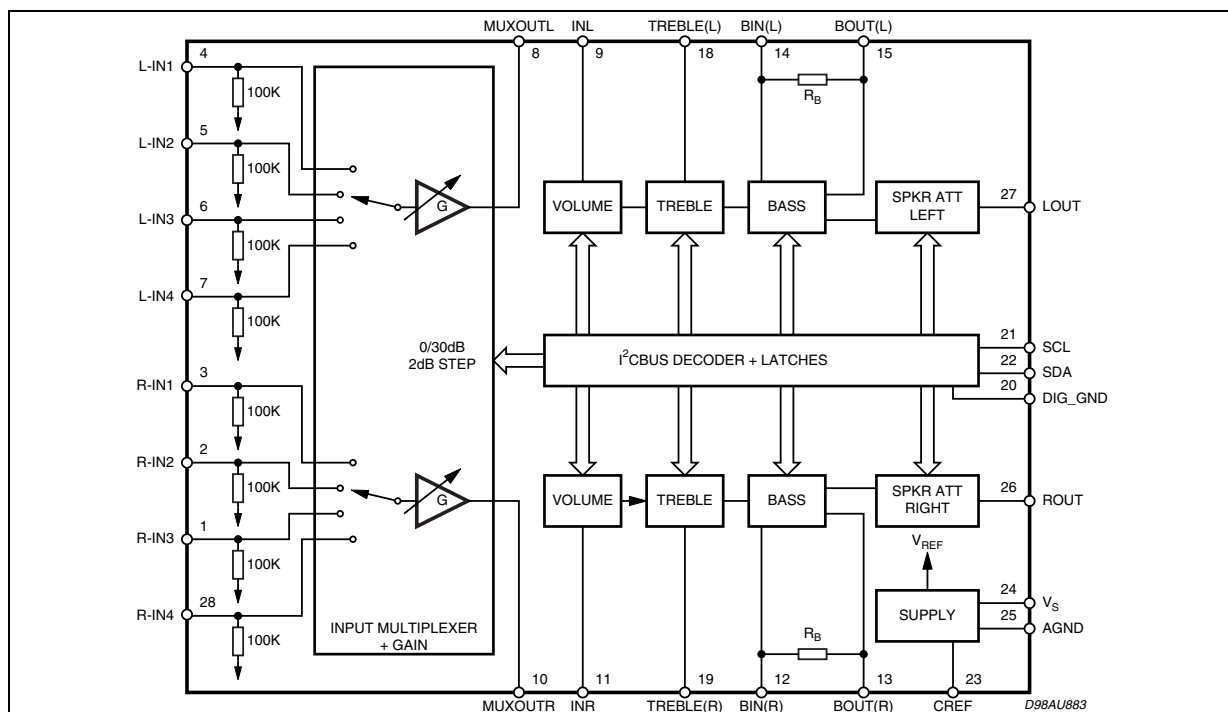 MUXOUTL INL TREBLE(L) BIN(L) BOUT(L)
8 9 18 14 15
L-IN1 4
100K
R_B
L-IN2 5
100K
G
VOLUME TREBLE BASS SPKR ATT LEFT 27 LOUT
L-IN3 6
100K
L-IN4 7
100K
0/30dB
2dB STEP
I²CBUS DECODER + LATCHES
21 SCL
22 SDA
20 DIG_GND
R-IN1 3
100K
R-IN2 2
100K
G
VOLUME TREBLE BASS SPKR ATT RIGHT 26 ROUT
R-IN3 1
100K
V_REF
R-IN4 28
100K
INPUT MULTIPLEXER
+ GAIN
R_B
SUPPLY
24 V_S
25 AGND
10 11 19 12 13 23
MUXOUTR INR TREBLE(R) BIN(R) BOUT(R) CREF
D98AU883